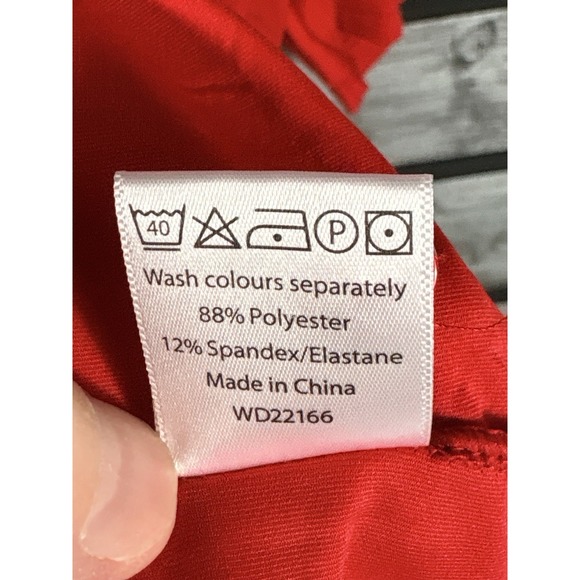 40 P
Wash colours separately
88% Polyester
12% Spandex/Elastane
Made in China
WD22166